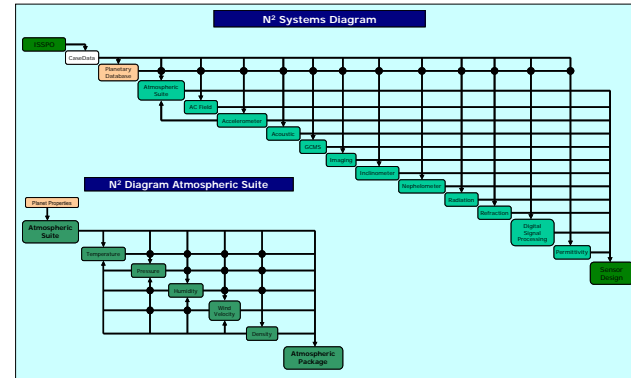 N² Systems Diagram
ISSPO
CaseData
Planetary
Database
Atmospheric
Suite
AC Field
Accelerometer
Acoustic
GCMS
Imaging
Inclinometer
Nephelometer
Radiation
Refraction
Digital
Signal
Processing
Permitivity
Sensor
Design
N² Diagram Atmospheric Suite
Planet Properties
Atmospheric
Suite
Temperature
Pressure
Humidity
Wind
Velocity
Density
Atmospheric
Package